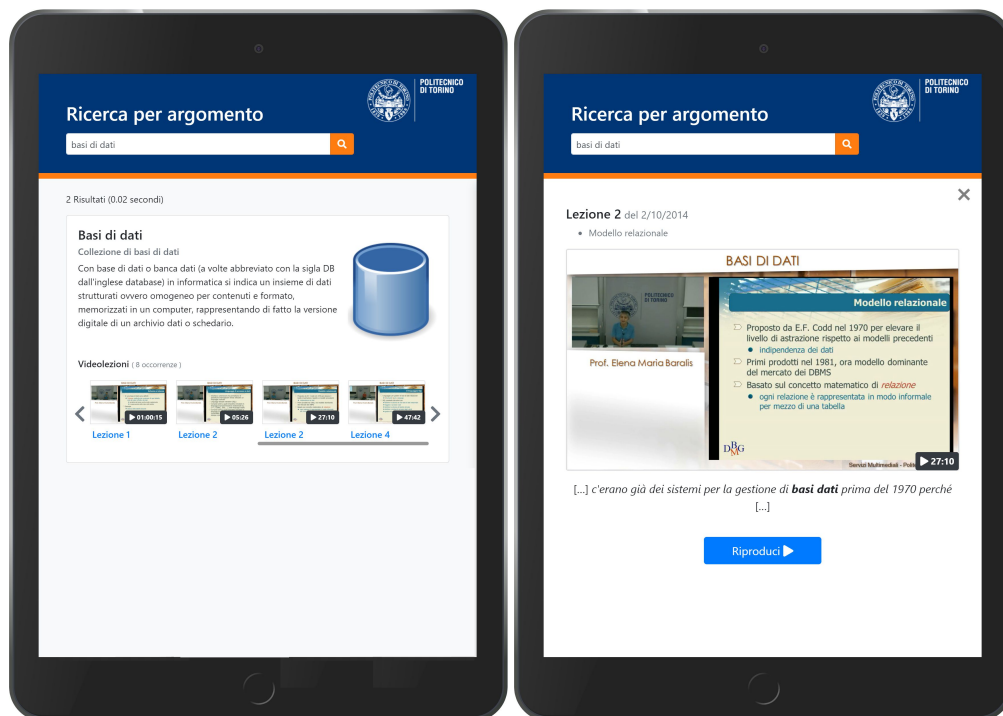 POLITECNICO
DI TORINO
Ricerca per argomento
basi di dati
2 Risultati (0.02 secondi)
Basi di dati
Collezione di basi di dati
Con base di dati o banca dati (a volte abbreviato con la sigla DB
dall'inglese database) in informatica si indica un insieme di dati
strutturati ovvero omogeneo per contenuti e formato,
memorizzati in un computer, rappresentando di fatto la versione
digitale di un archivio dati o schedario.
Videolezioni ( 8 occorrenze )
01:00:15
05:26
27:10
47:42
Lezione 1
Lezione 2
Lezione 2
Lezione 4
POLITECNICO
DI TORINO
Ricerca per argomento
basi di dati
Lezione 2 del 2/10/2014
Modello relazionale
BASI DI DATI
POLITECNICO
DI TORINO
Prof. Elena Maria Baralis
Modello relazionale
Proposto da E.F. Codd nel 1970 per elevare il
livello di astrazione rispetto ai modelli precedenti
indipendenza dei dati
Primi prodotti nel 1981, ora modello dominante
del mercato dei DBMS
Basato sul concetto matematico di relazione
ogni relazione è rappresentata in modo informale
per mezzo di una tabella
DBMG
Servizi Multimediali - Polit
27:10
[...] c'erano già dei sistemi per la gestione di basi dati prima del 1970 perché
[...]
Riproduci